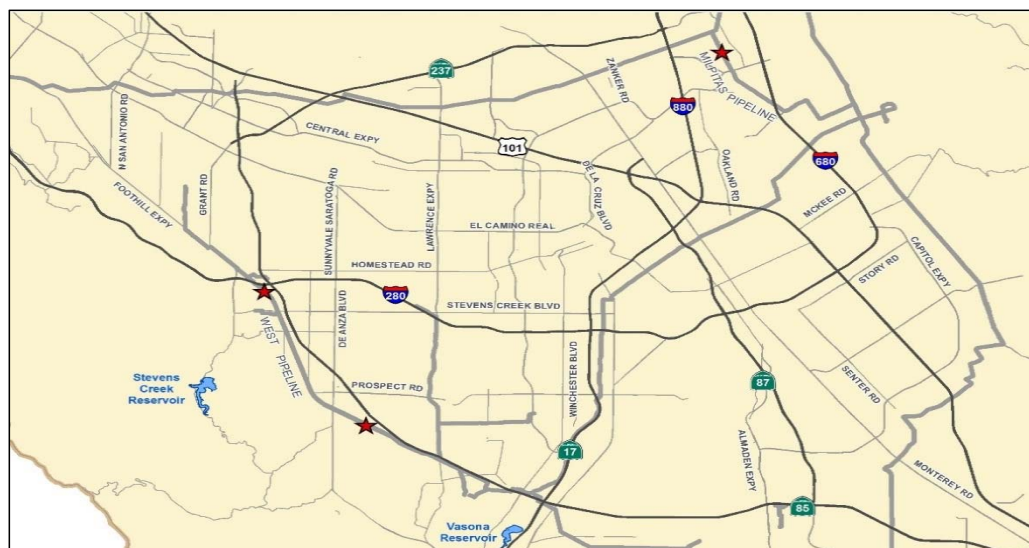 237
ZANKER RD
MILPITAS PIPELINE
880
N SAN ANTONIO RD
CENTRAL EXPY
101
680
OAKLAND RD
DE LA CRUZ BLVD
FOOTHILL EXPY
GRANT RD
SUNNYVALE SARATOGA RD
LAWRENCE EXPY
MCKEE RD
EL CAMINO REAL
CAPITOL EXPY
STORY RD
HOMESTEAD RD
280
STEVENS CREEK BLVD
DE ANZA BLVD
WEST PIPELINE
WINCHESTER BLVD
Stevens
Creek
Reservoir
PROSPECT RD
87
SENTER RD
17
ALMADEN EXPY
MONTEREY RD
85
Vasona
Reservoir